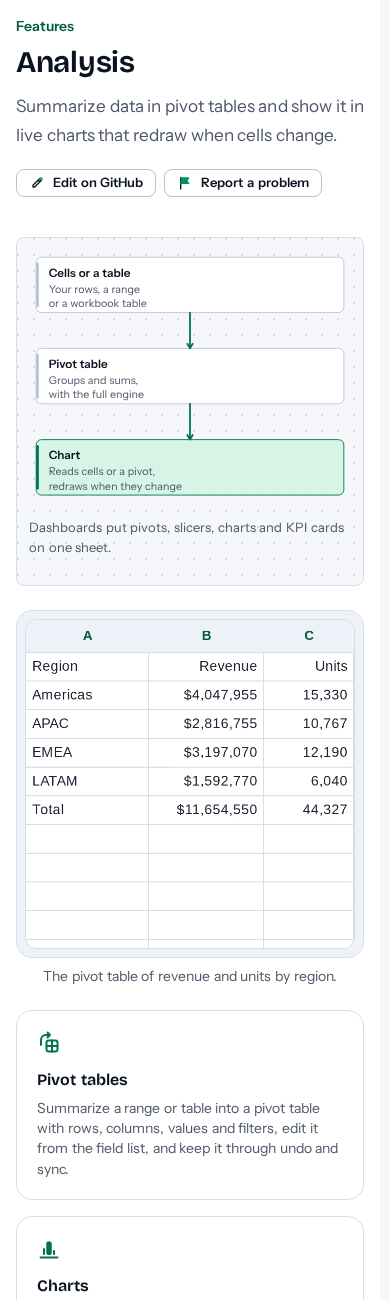 Features
Analysis
Summarize data in pivot tables and show it in
live charts that redraw when cells change.
Edit on GitHub Report a problem
Cells or a table
Your rows, a range
or a workbook table
Pivot table
Groups and sums,
with the full engine
Chart
Reads cells or a pivot,
redraws when they change
Dashboards put pivots, slicers, charts and KPI cards
on one sheet.
A B C
Region Revenue Units
Americas $4,047,955 15,330
APAC $2,816,755 10,767
EMEA $3,197,070 12,190
LATAM $1,592,770 6,040
Total $11,654,550 44,327
The pivot table of revenue and units by region.
Pivot tables
Summarize a range or table into a pivot table
with rows, columns, values and filters, edit it
from the field list, and keep it through undo and
sync.
Charts